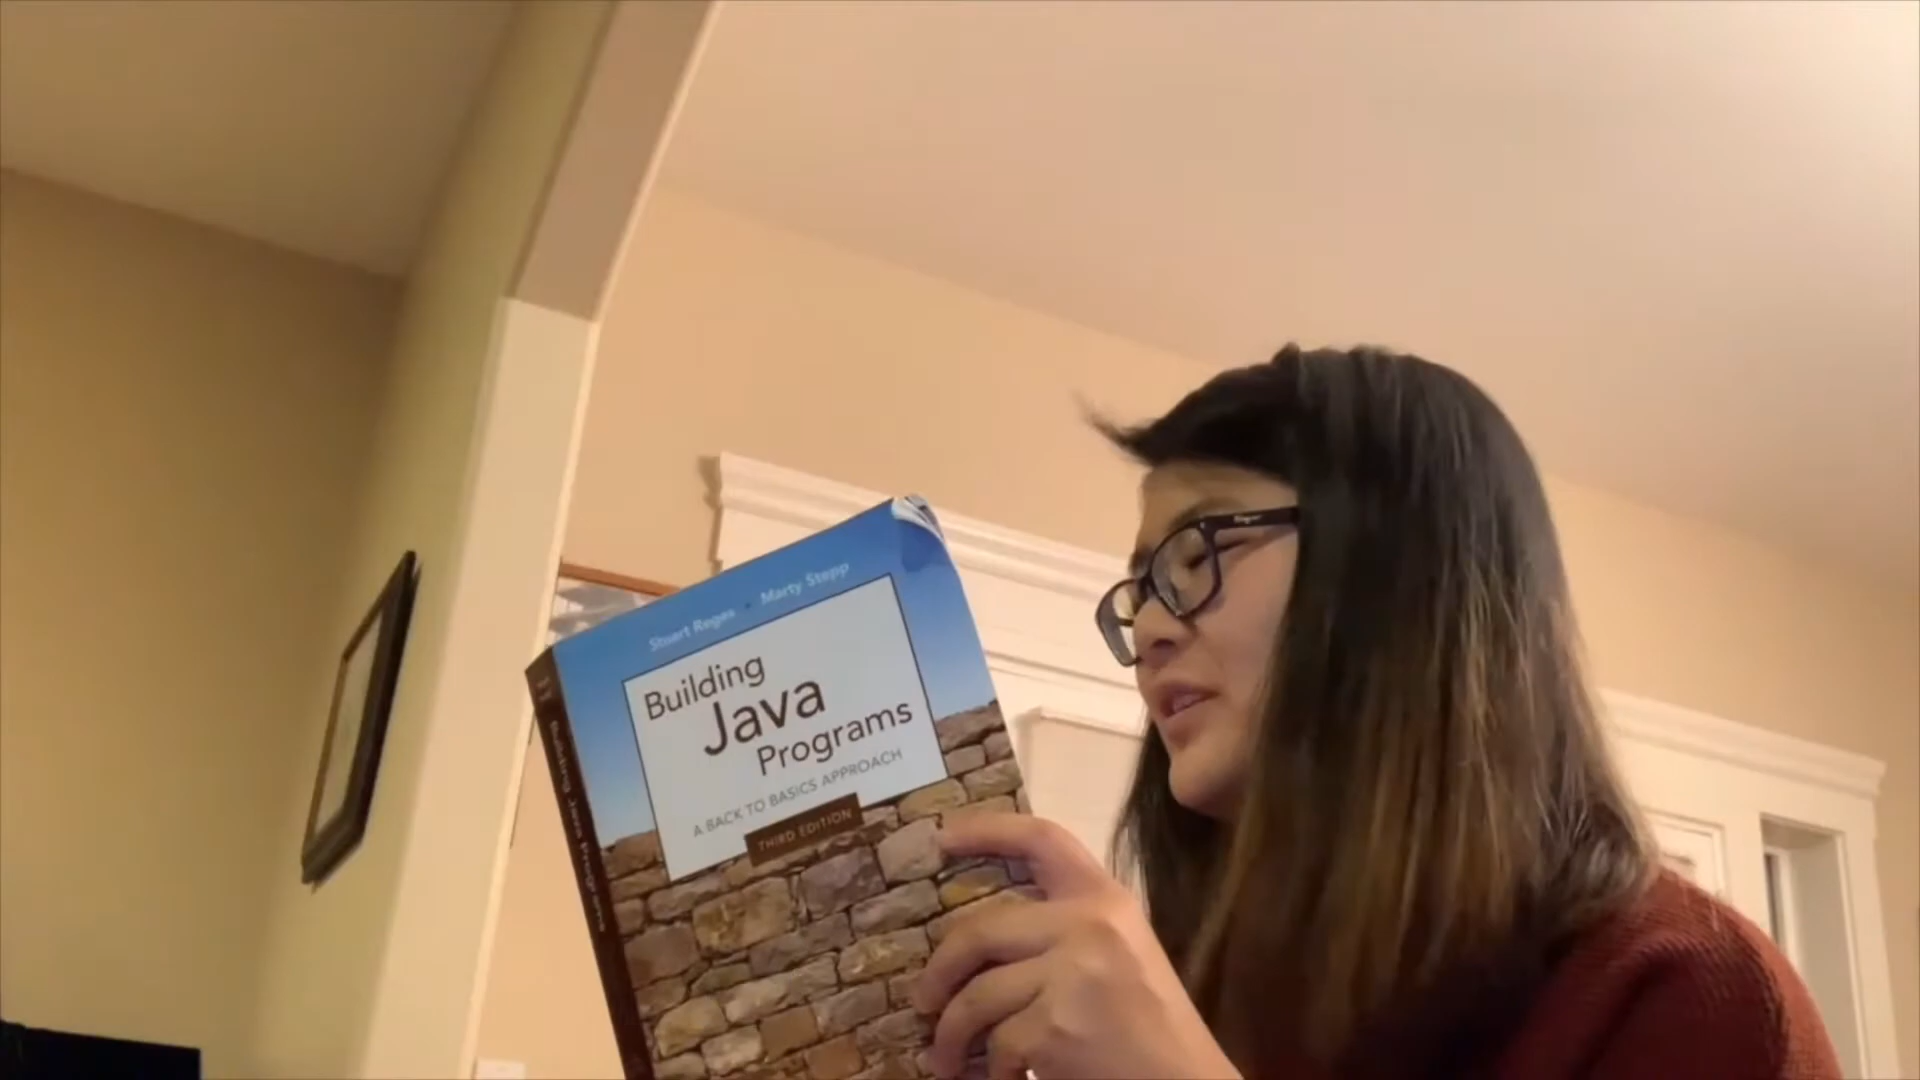 Stuart Reges • Marty Stepp
Building
Java
Programs
A BACK TO BASICS APPROACH
THIRD EDITION
Building Java Programs